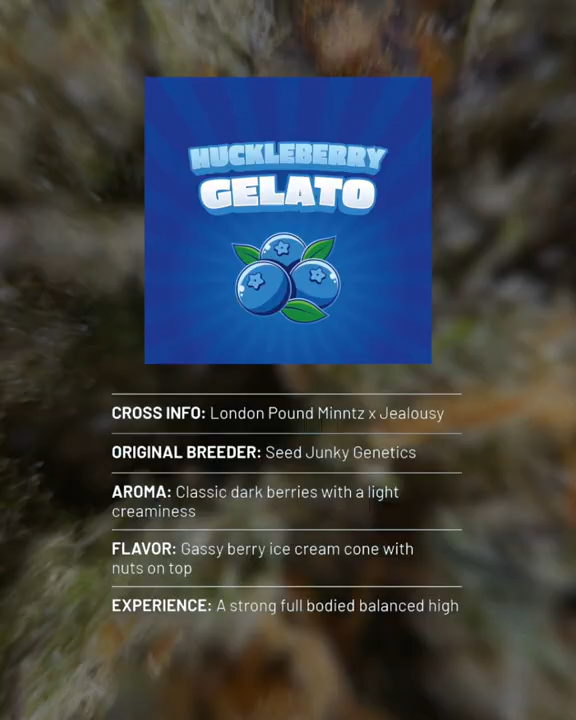 HUCKLEBERRY
GELATO
CROSS INFO: London Pound Minntz x Jealousy
ORIGINAL BREEDER: Seed Junky Genetics
AROMA: Classic dark berries with a light
creaminess
FLAVOR: Gassy berry ice cream cone with
nuts on top
EXPERIENCE: A strong full bodied balanced high